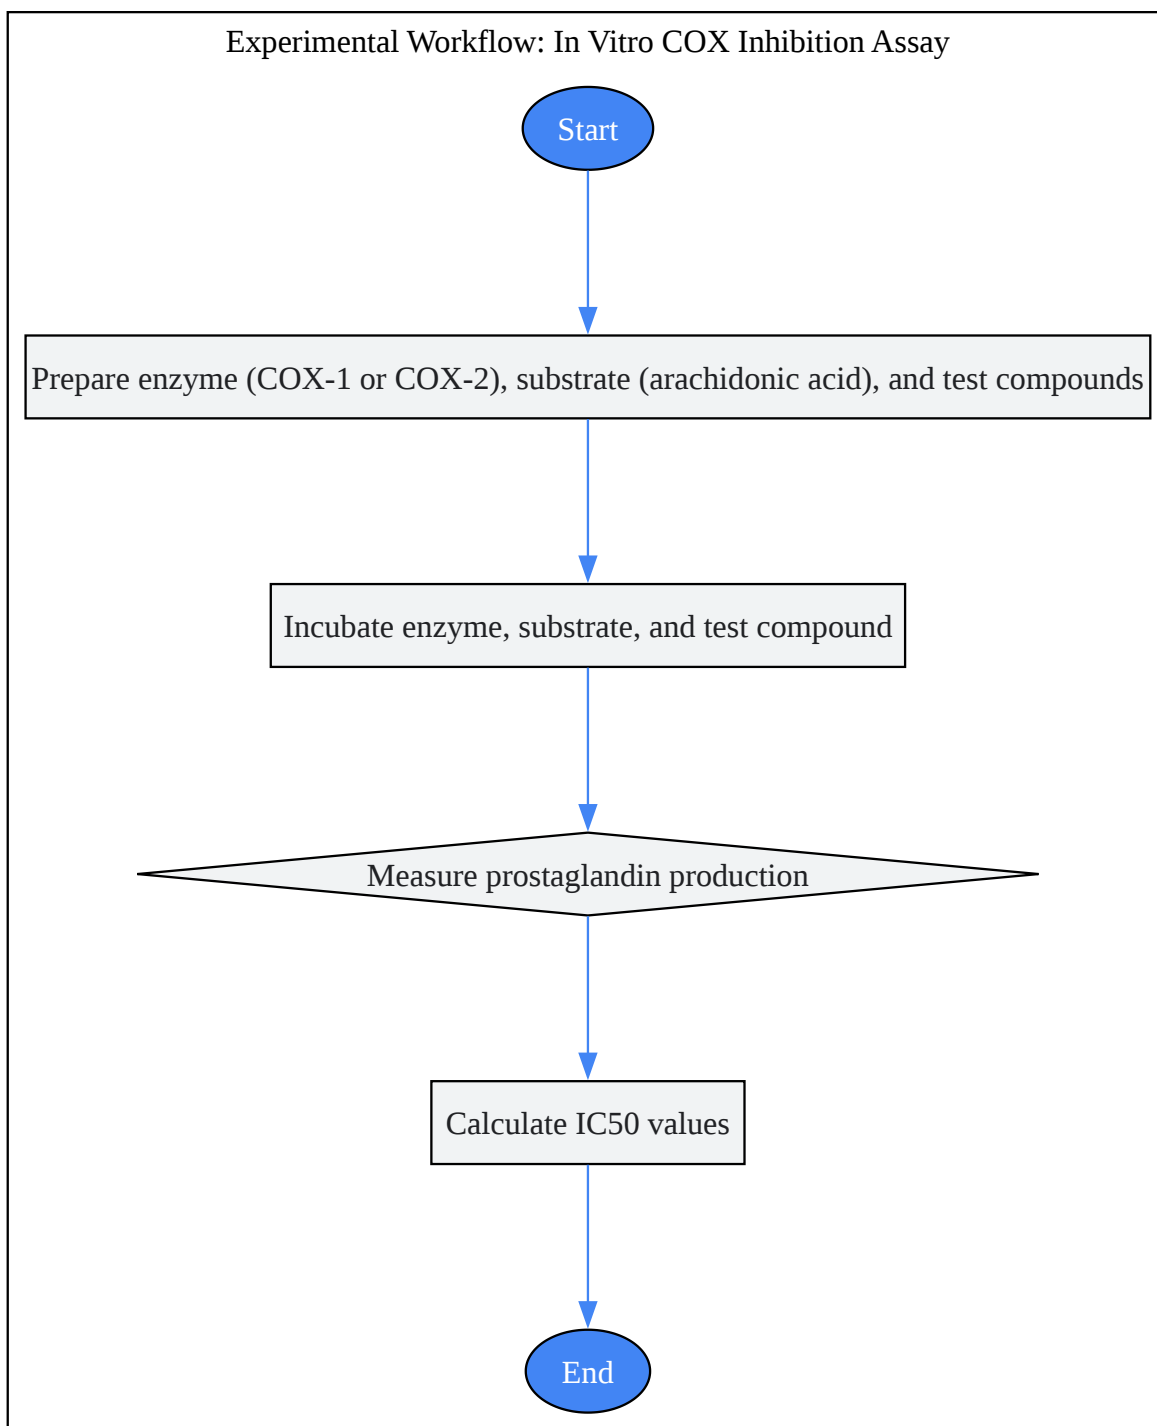 Experimental Workflow: In Vitro COX Inhibition Assay
Start
Prepare enzyme (COX-1 or COX-2), substrate (arachidonic acid), and test compounds
Incubate enzyme, substrate, and test compound
Measure prostaglandin production
Calculate IC50 values
End